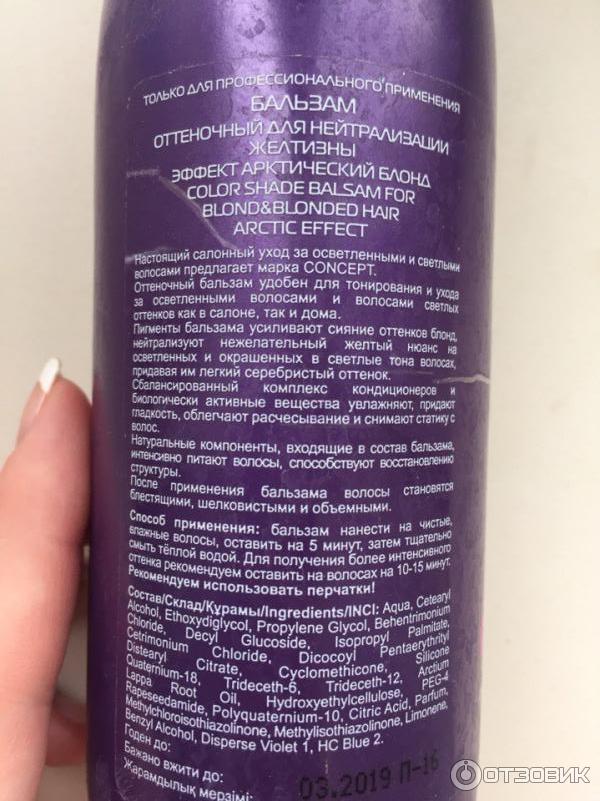 ТОЛЬКО ДЛЯ ПРОФЕССИОНАЛЬНОГО ПРИМЕНЕНИЯ
БАЛЬЗАМ
ОТТЕНОЧНЫЙ ДЛЯ НЕЙТРАЛИЗАЦИИ
ЖЕЛТИЗНЫ
ЭФФЕКТ АРКТИЧЕСКИЙ БЛОНД
COLOR SHADE BALSAM FOR
BLOND&BLONDED HAIR
ARCTIC EFFECT
Настоящий салонный уход за осветленными и светлыми
волосами предлагает марка CONCEPT.
Оттеночный бальзам удобен для тонирования и ухода
за осветленными волосами и волосами светлых
оттенков как в салоне, так и дома.
Пигменты бальзама усиливают сияние оттенков блонд,
нейтрализуют нежелательный желтый нюанс на
осветленных и окрашенных в светлые тона волосах,
придавая им легкий серебристый оттенок.
Сбалансированный комплекс кондиционеров и
биологически активные вещества увлажняют, придают
гладкость, облегчают расчесывание и снимают статику с
волос.
Натуральные компоненты, входящие в состав бальзама,
интенсивно питают волосы, способствуют восстановлению
структуры.
После применения бальзама волосы становятся
блестящими, шелковистыми и объемными.
Способ применения: бальзам нанести на чистые,
влажные волосы, оставить на 5 минут, затем тщательно
смыть тёплой водой. Для получения более интенсивного
оттенка рекомендуем оставить на волосах на 10-15 минут.
Рекомендуем использовать перчатки!
Состав/Склад/Құрамы/Ingredients/INCI: Aqua, Cetearyl
Alcohol, Ethoxydiglycol, Propylene Glycol, Behentrimonium
Chloride, Decyl Glucoside, Isopropyl Palmitate,
Cetrimonium Chloride, Dicocoyl Pentaerythrityl
Distearyl Citrate, Cyclomethicone, Silicone
Quaternium-18, Trideceth-6, Trideceth-12, Arctium
Lappa Root Oil, Hydroxyethylcellulose, PEG-4
Rapeseedamide, Polyquaternium-10, Citric Acid, Parfum,
Methylchloroisothiazolinone, Methylisothiazolinone, Limonene,
Benzyl Alcohol, Disperse Violet 1, HC Blue 2.
Годен до:
Бажано вжити до:
Жарамдылық мерзімі:
03.2019 П-16
ОТЗОВИК